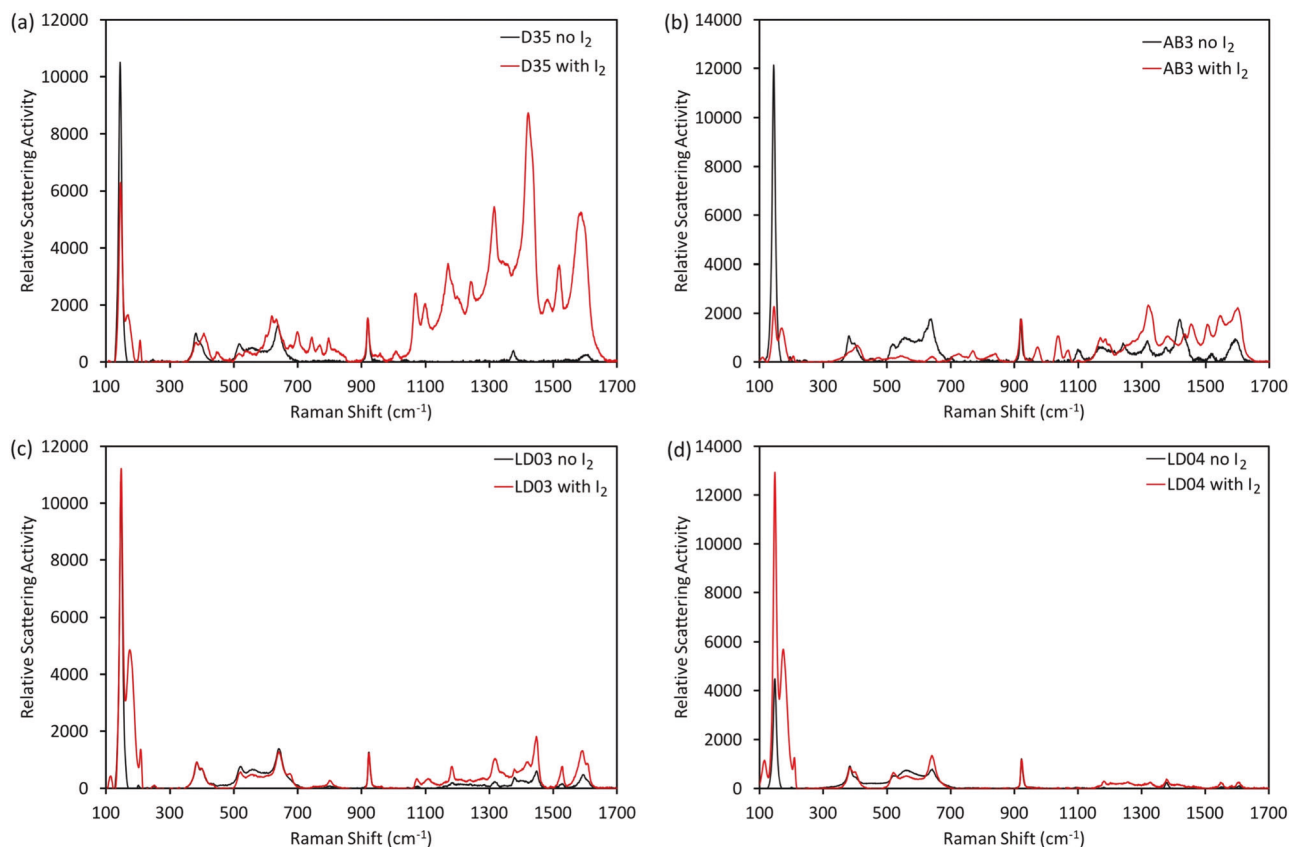 (a)
12000
10000
8000
6000
4000
2000
0
Relative Scattering Activity
D35 no I₂
D35 with I₂
100 300 500 700 900 1100 1300 1500 1700
Raman Shift (cm⁻¹)
(b)
14000
12000
10000
8000
6000
4000
2000
0
Relative Scattering Activity
AB3 no I₂
AB3 with I₂
100 300 500 700 900 1100 1300 1500 1700
Raman Shift (cm⁻¹)
(c)
12000
10000
8000
6000
4000
2000
0
Relative Scattering Activity
LD03 no I₂
LD03 with I₂
100 300 500 700 900 1100 1300 1500 1700
Raman Shift (cm⁻¹)
(d)
14000
12000
10000
8000
6000
4000
2000
0
Relative Scattering Activity
LD04 no I₂
LD04 with I₂
100 300 500 700 900 1100 1300 1500 1700
Raman Shift (cm⁻¹)